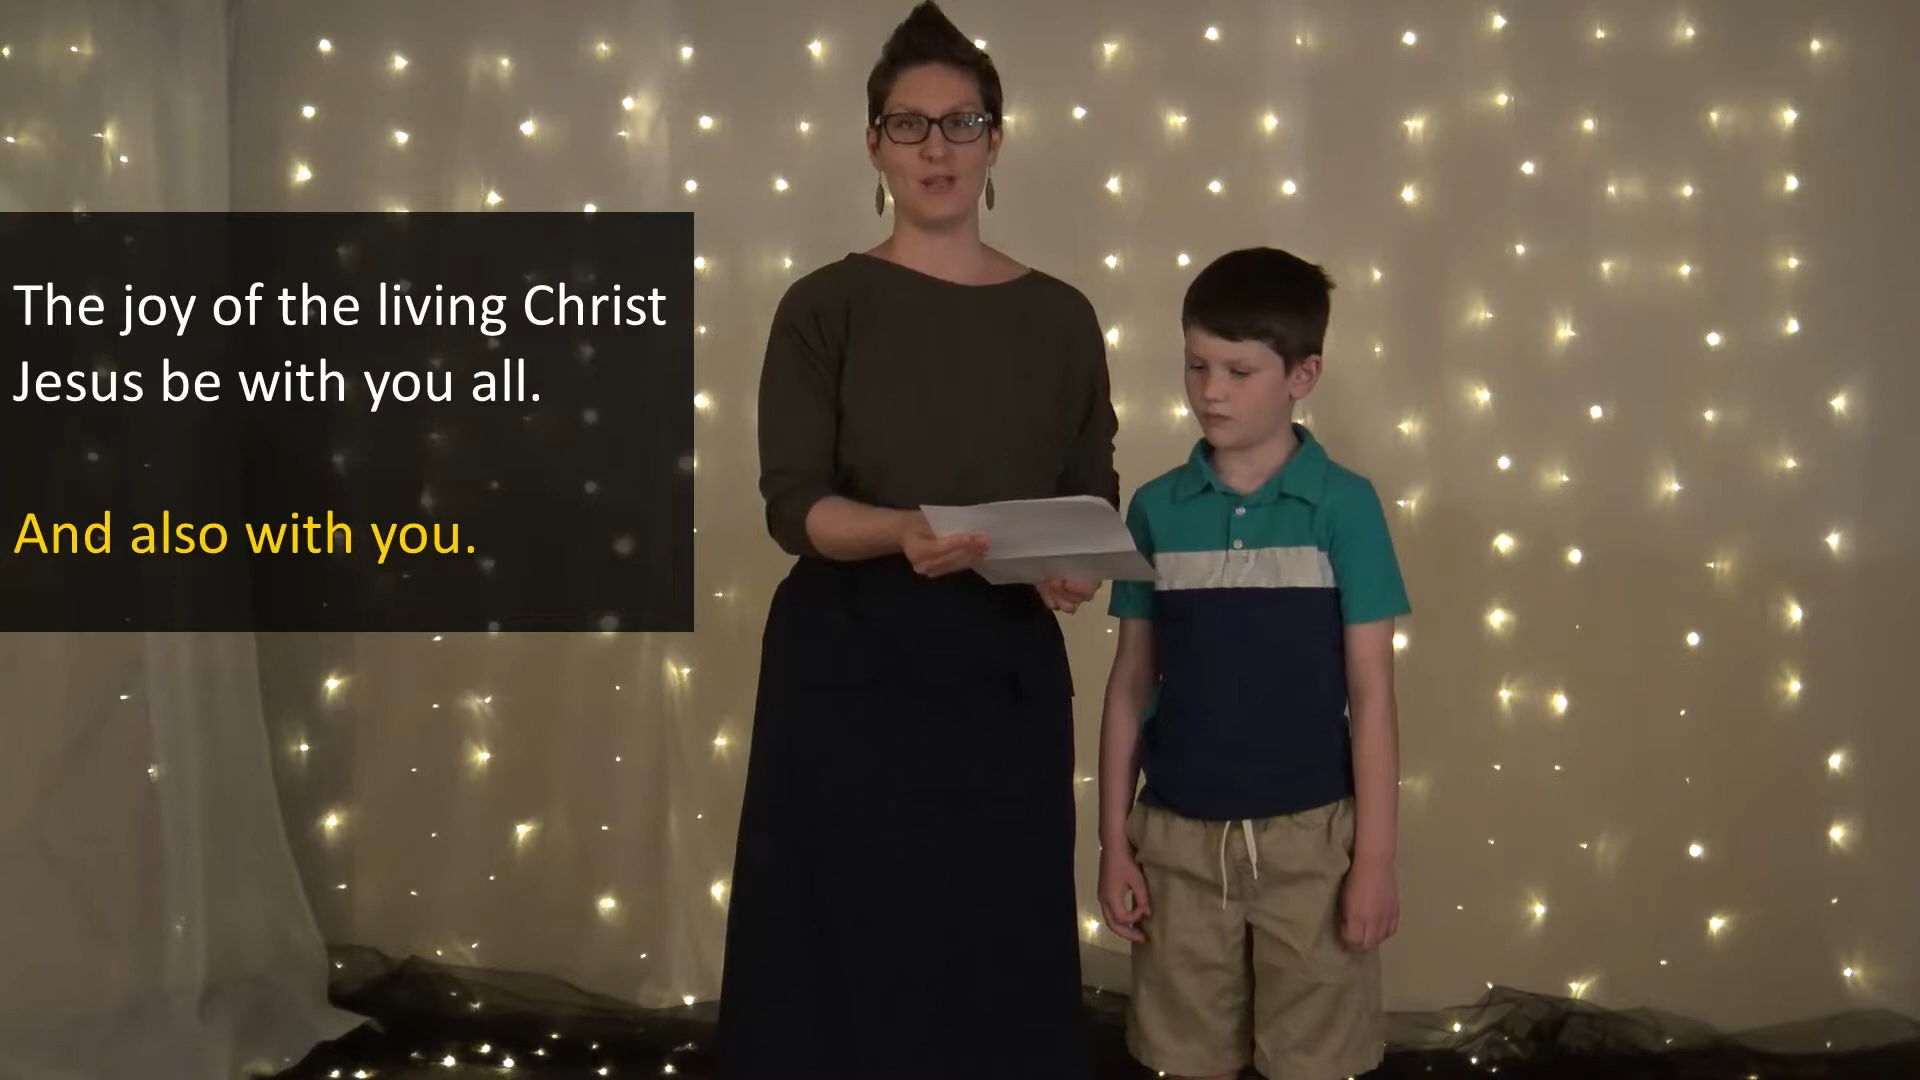 The joy of the living Christ
Jesus be with you all.
And also with you.